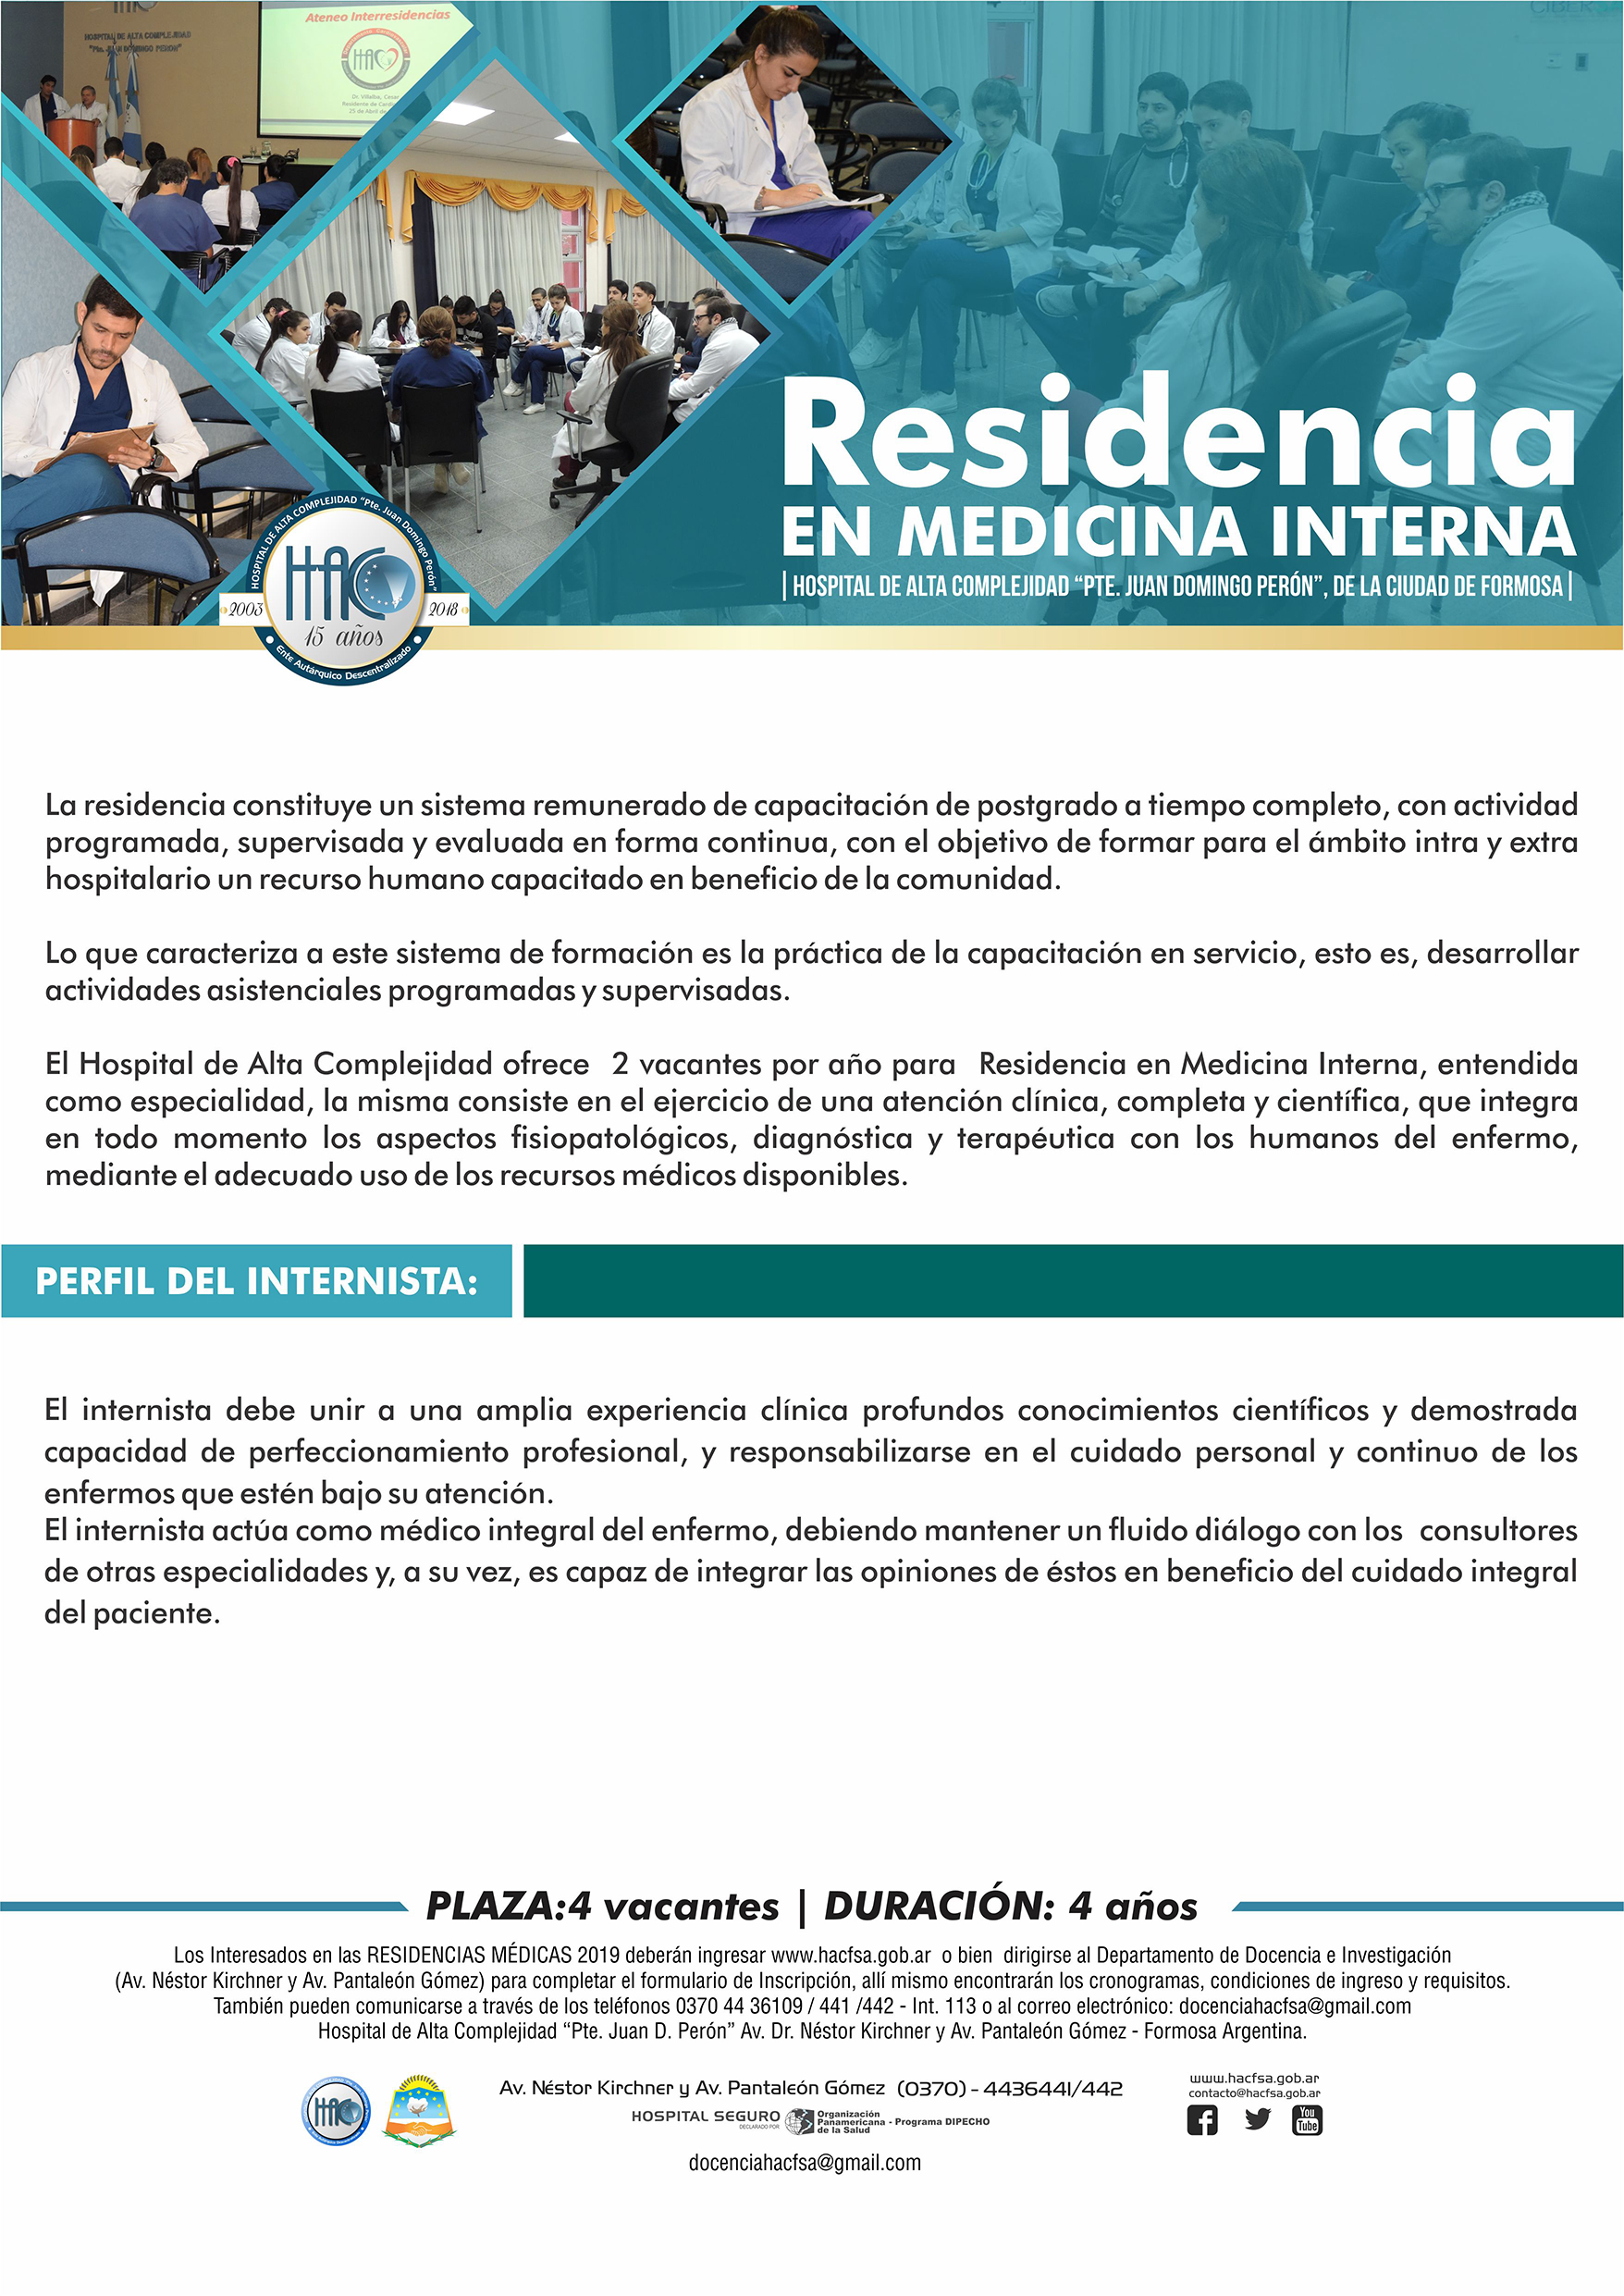 CIBERSA
Ateneo Interresidencias
HOSPITAL DE ALTA COMPLEJIDAD
"Pte. JUAN DOMINGO PERÓN"
HAC
Dr. Villalba, Cesar
Residente de Cardi
25 de Abril de
Residencia
EN MEDICINA INTERNA
| HOSPITAL DE ALTA COMPLEJIDAD “PTE. JUAN DOMINGO PERÓN”, DE LA CIUDAD DE FORMOSA |
HOSPITAL DE ALTA COMPLEJIDAD "Pte. Juan Domingo Perón"
HAC
2003 2018
15 años
Ente Autárquico Descentralizado
La residencia constituye un sistema remunerado de capacitación de postgrado a tiempo completo, con actividad
programada, supervisada y evaluada en forma continua, con el objetivo de formar para el ámbito intra y extra
hospitalario un recurso humano capacitado en beneficio de la comunidad.
Lo que caracteriza a este sistema de formación es la práctica de la capacitación en servicio, esto es, desarrollar
actividades asistenciales programadas y supervisadas.
El Hospital de Alta Complejidad ofrece 2 vacantes por año para Residencia en Medicina Interna, entendida
como especialidad, la misma consiste en el ejercicio de una atención clínica, completa y científica, que integra
en todo momento los aspectos fisiopatológicos, diagnóstica y terapéutica con los humanos del enfermo,
mediante el adecuado uso de los recursos médicos disponibles.
PERFIL DEL INTERNISTA:
El internista debe unir a una amplia experiencia clínica profundos conocimientos científicos y demostrada
capacidad de perfeccionamiento profesional, y responsabilizarse en el cuidado personal y continuo de los
enfermos que estén bajo su atención.
El internista actúa como médico integral del enfermo, debiendo mantener un fluido diálogo con los consultores
de otras especialidades y, a su vez, es capaz de integrar las opiniones de éstos en beneficio del cuidado integral
del paciente.
PLAZA:4 vacantes | DURACIÓN: 4 años
Los Interesados en las RESIDENCIAS MÉDICAS 2019 deberán ingresar www.hacfsa.gob.ar o bien dirigirse al Departamento de Docencia e Investigación
(Av. Néstor Kirchner y Av. Pantaleón Gómez) para completar el formulario de Inscripción, allí mismo encontrarán los cronogramas, condiciones de ingreso y requisitos.
También pueden comunicarse a través de los teléfonos 0370 44 36109 / 441 /442 - Int. 113 o al correo electrónico: docenciahacfsa@gmail.com
Hospital de Alta Complejidad “Pte. Juan D. Perón” Av. Dr. Néstor Kirchner y Av. Pantaleón Gómez - Formosa Argentina.
HAC
Av. Néstor Kirchner y Av. Pantaleón Gómez (0370) - 4436441/442
HOSPITAL SEGURO
DECLARADO POR
Organización
Panamericana - Programa DIPECHO
de la Salud
www.hacfsa.gob.ar
contacto@hacfsa.gob.ar
You
Tube
docenciahacfsa@gmail.com